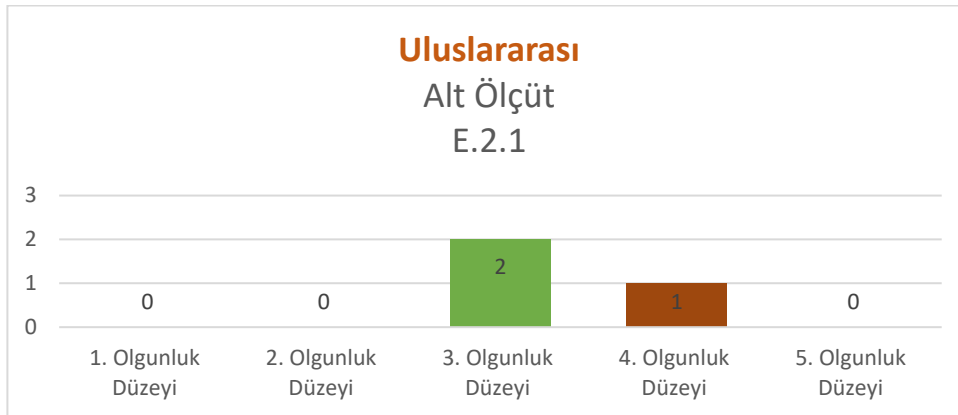 Uluslararası
Alt Ölçüt
E.2.1
3
2
1
0
0
0
2
1
0
1. Olgunluk
Düzeyi
2. Olgunluk
Düzeyi
3. Olgunluk
Düzeyi
4. Olgunluk
Düzeyi
5. Olgunluk
Düzeyi